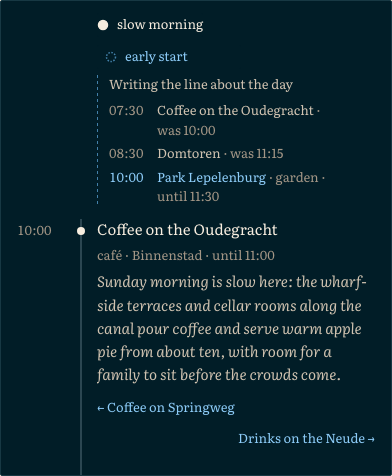 slow morning
early start
Writing the line about the day
07:30 Coffee on the Oudegracht ·
was 10:00
08:30 Domtoren · was 11:15
10:00 Park Lepelenburg · garden ·
until 11:30
10:00 Coffee on the Oudegracht
café · Binnenstad · until 11:00
Sunday morning is slow here: the wharf-
side terraces and cellar rooms along the
canal pour coffee and serve warm apple
pie from about ten, with room for a
family to sit before the crowds come.
← Coffee on Springweg
Drinks on the Neude →